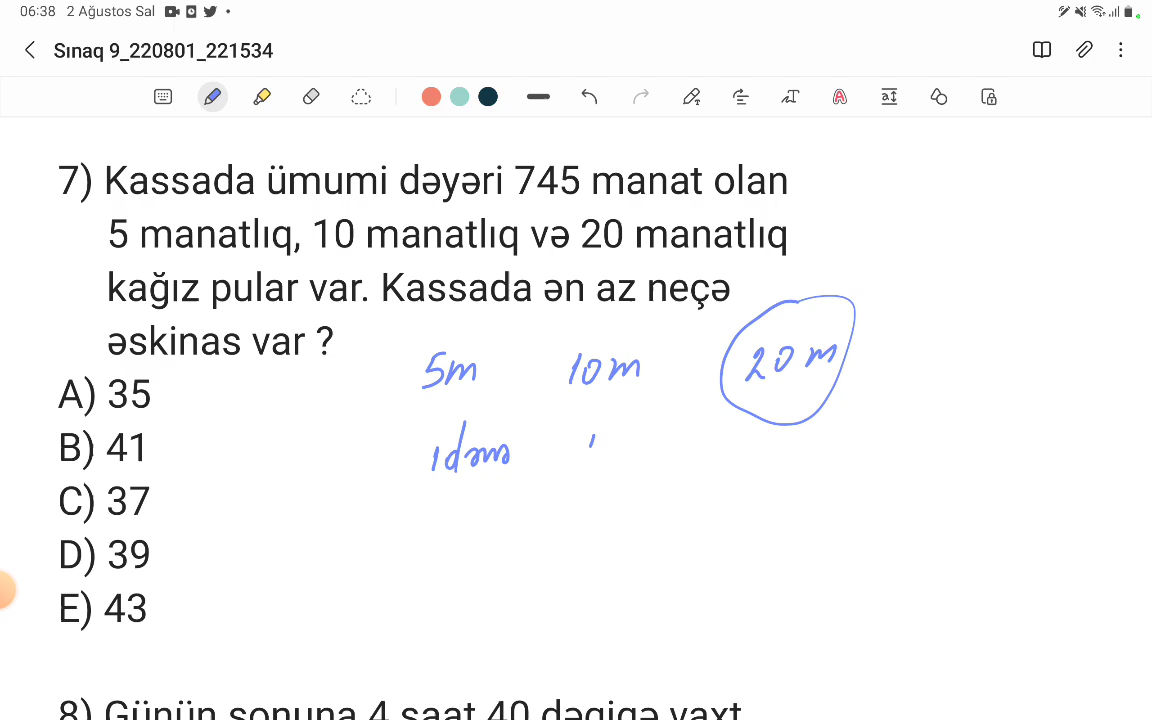 06:38 2 Ağustos Sal
Sınaq 9_220801_221534
7) Kassada ümumi dəyəri 745 manat olan
5 manatlıq, 10 manatlıq və 20 manatlıq
kağız pular var. Kassada ən az neçə
əskinas var ?
5m 10m 20 m
A) 35
B) 41
1dənə
C) 37
D) 39
E) 43
8) Günün sonuna 4 saat 40 dəqiqə vaxt